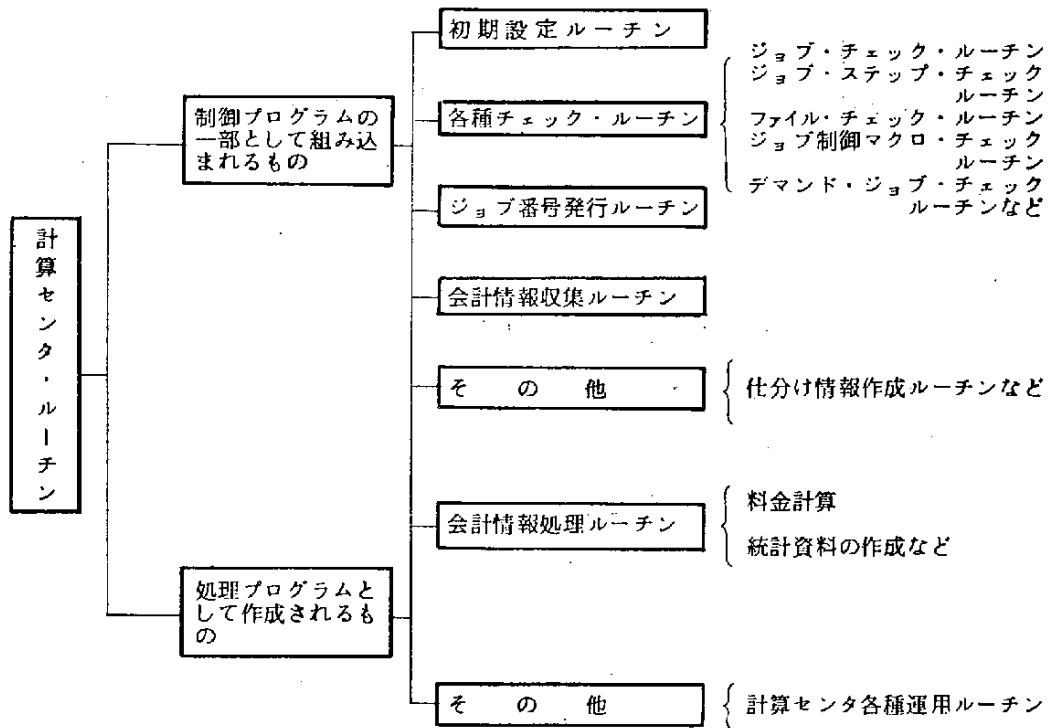 計算センタ・ルーチン
制御プログラムの
一部として組み込
まれるもの
初期設定ルーチン
各種チェック・ルーチン
ジョブ・チェック・ルーチン
ジョブ・ステップ・チェック
ルーチン
ファイル・チェック・ルーチン
ジョブ制御マクロ・チェック
ルーチン
デマンド・ジョブ・チェック
ルーチンなど
ジョブ番号発行ルーチン
会計情報収集ルーチン
その他
仕分け情報作成ルーチンなど
処理プログラムと
して作成されるも
の
会計情報処理ルーチン
料金計算
統計資料の作成など
その他
計算センタ各種運用ルーチン